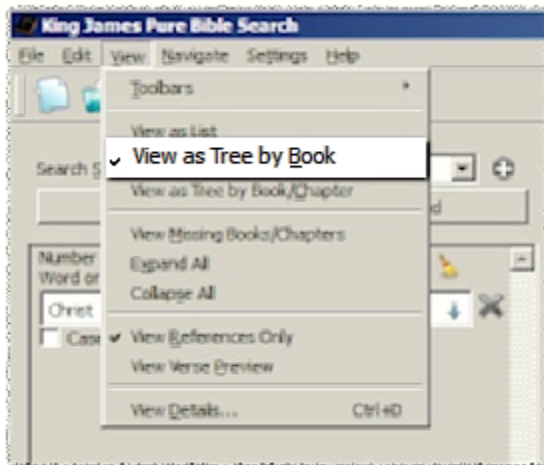 King James Pure Bible Search
File Edit View Navigate Settings Help
Toolbars
View as List
View as Tree by Book
Search
View as Tree by Book/Chapter
View Missing Books/Chapters
Number
Expand All
Word or
Collapse All
Christ
Case
View References Only
View Verse Preview
View Details... Ctrl+D